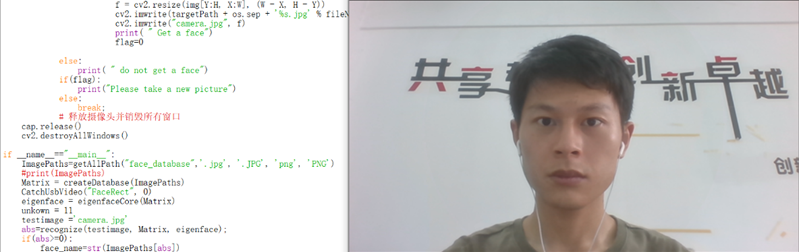 f = cv2.resize(img[Y:H, X:W], (W - X, H - Y))
cv2.imwrite(targetPath + os.sep + '%s.jpg' % fileN
cv2.imwrite("camera.jpg", f)
print( " Get a face")
flag=0
else:
print( " do not get a face")
if(flag):
print("Please take a new picture")
else:
break;
# 释放摄像头并销毁所有窗口
cap.release()
cv2.destroyAllWindows()
if __name__=="__main__":
ImagePaths=getAllPath("face_database",'.jpg', '.JPG', 'png', 'PNG')
#print(ImagePaths)
Matrix = createDatabase(ImagePaths)
CatchUsbVideo("FaceRect", 0)
eigenface = eigenfaceCore(Matrix)
unkown = 11
testimage ='camera.jpg'
abs=recognize(testimage, Matrix, eigenface);
if(abs>=0):
face_name=str(ImagePaths[abs])
共享 创新卓越
创新